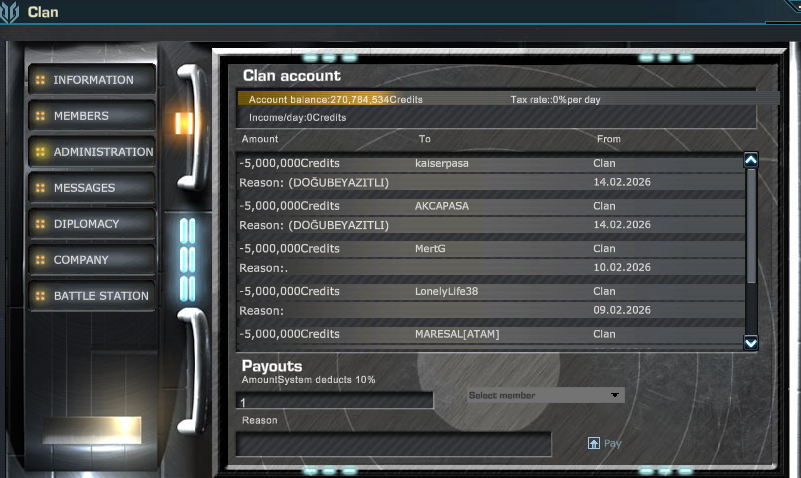 Clan
INFORMATION
MEMBERS
ADMINISTRATION
MESSAGES
DIPLOMACY
COMPANY
BATTLE STATION
Clan account
Account balance:270,784,534Credits Tax rate::0%per day
Income/day:0Credits
Amount To From
-5,000,000Credits kaiserpasa Clan
Reason: (DOĞUBEYAZITLI) 14.02.2026
-5,000,000Credits AKCAPASA Clan
Reason: (DOĞUBEYAZITLI) 14.02.2026
-5,000,000Credits MertG Clan
Reason:. 10.02.2026
-5,000,000Credits LonelyLife38 Clan
Reason: 09.02.2026
-5,000,000Credits MARESAL[ATAM] Clan
Payouts
AmountSystem deducts 10%
1 Select member
Reason
Pay